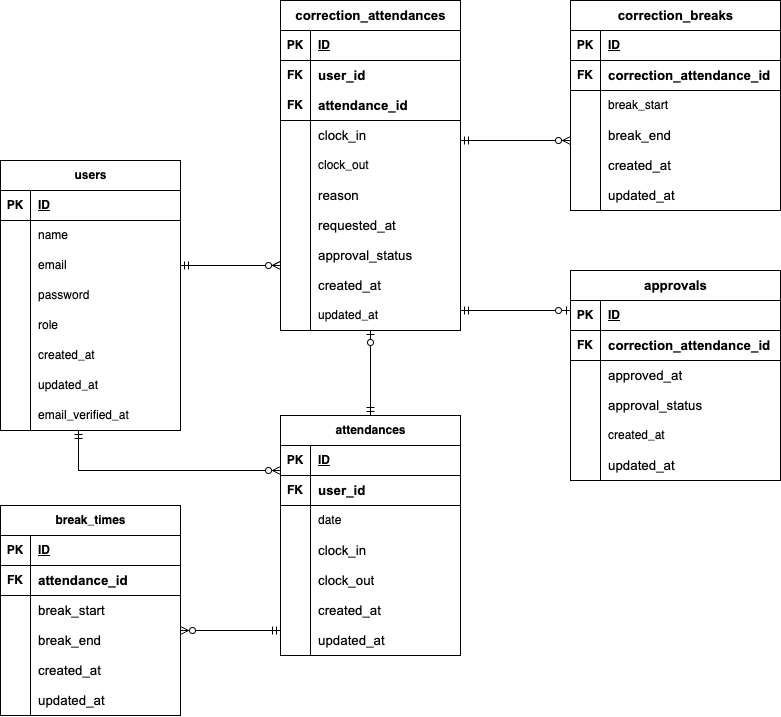 correction_attendances
PK ID
FK user_id
FK attendance_id
clock_in
clock_out
reason
requested_at
approval_status
created_at
updated_at
correction_breaks
PK ID
FK correction_attendance_id
break_start
break_end
created_at
updated_at
users
PK ID
name
email
password
role
created_at
updated_at
email_verified_at
approvals
PK ID
FK correction_attendance_id
approved_at
approval_status
created_at
updated_at
attendances
PK ID
FK user_id
date
clock_in
clock_out
created_at
updated_at
break_times
PK ID
FK attendance_id
break_start
break_end
created_at
updated_at